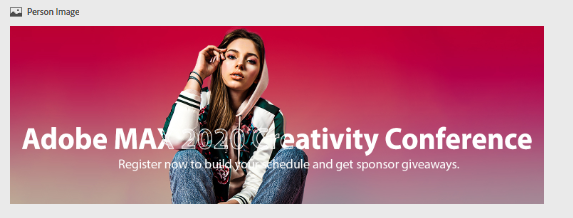 Person Image
Adobe MAX 2020 Creativity Conference
Register now to build your schedule and get sponsor giveaways.